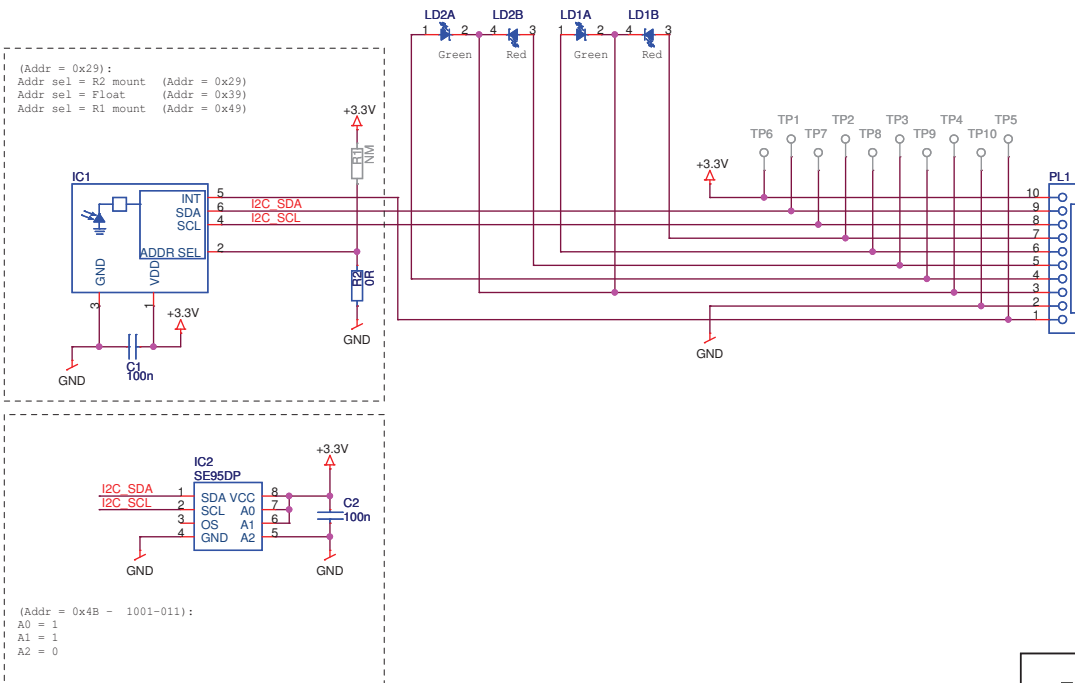 LD2A LD2B LD1A LD1B
1 2 4 3 1 2 4 3
Green Red Green Red
(Addr = 0x29):
Addr sel = R2 mount (Addr = 0x29)
Addr sel = Float (Addr = 0x39)
Addr sel = R1 mount (Addr = 0x49)
+3.3V
R1
NM
TP1 TP2 TP3 TP4 TP5
TP6 TP7 TP8 TP9 TP10
+3.3V
PL1
IC1
INT 5
SDA 6 I2C_SDA
SCL 4 I2C_SCL
ADDR SEL 2
GND
VDD
3
1
10
9
8
7
6
5
4
3
2
1
R2
0R
+3.3V
GND
GND
C1
100n
GND
+3.3V
IC2
SE95DP
I2C_SDA 1 SDA VCC 8
I2C_SCL 2 SCL A0 7
3 OS A1 6
4 GND A2 5
C2
100n
GND
GND
(Addr = 0x4B - 1001-011):
A0 = 1
A1 = 1
A2 = 0